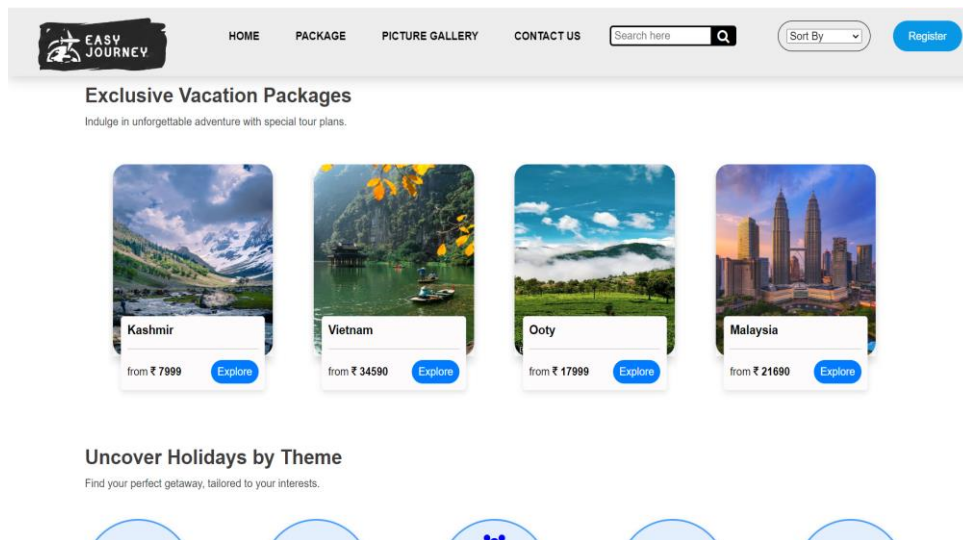 EASY
JOURNEY
HOME PACKAGE PICTURE GALLERY CONTACT US Search here Sort By Register
Exclusive Vacation Packages
Indulge in unforgettable adventure with special tour plans.
Kashmir Vietnam Ooty Malaysia
from ₹ 7999 Explore from ₹ 34590 Explore from ₹ 17999 Explore from ₹ 21690 Explore
Uncover Holidays by Theme
Find your perfect getaway, tailored to your interests.